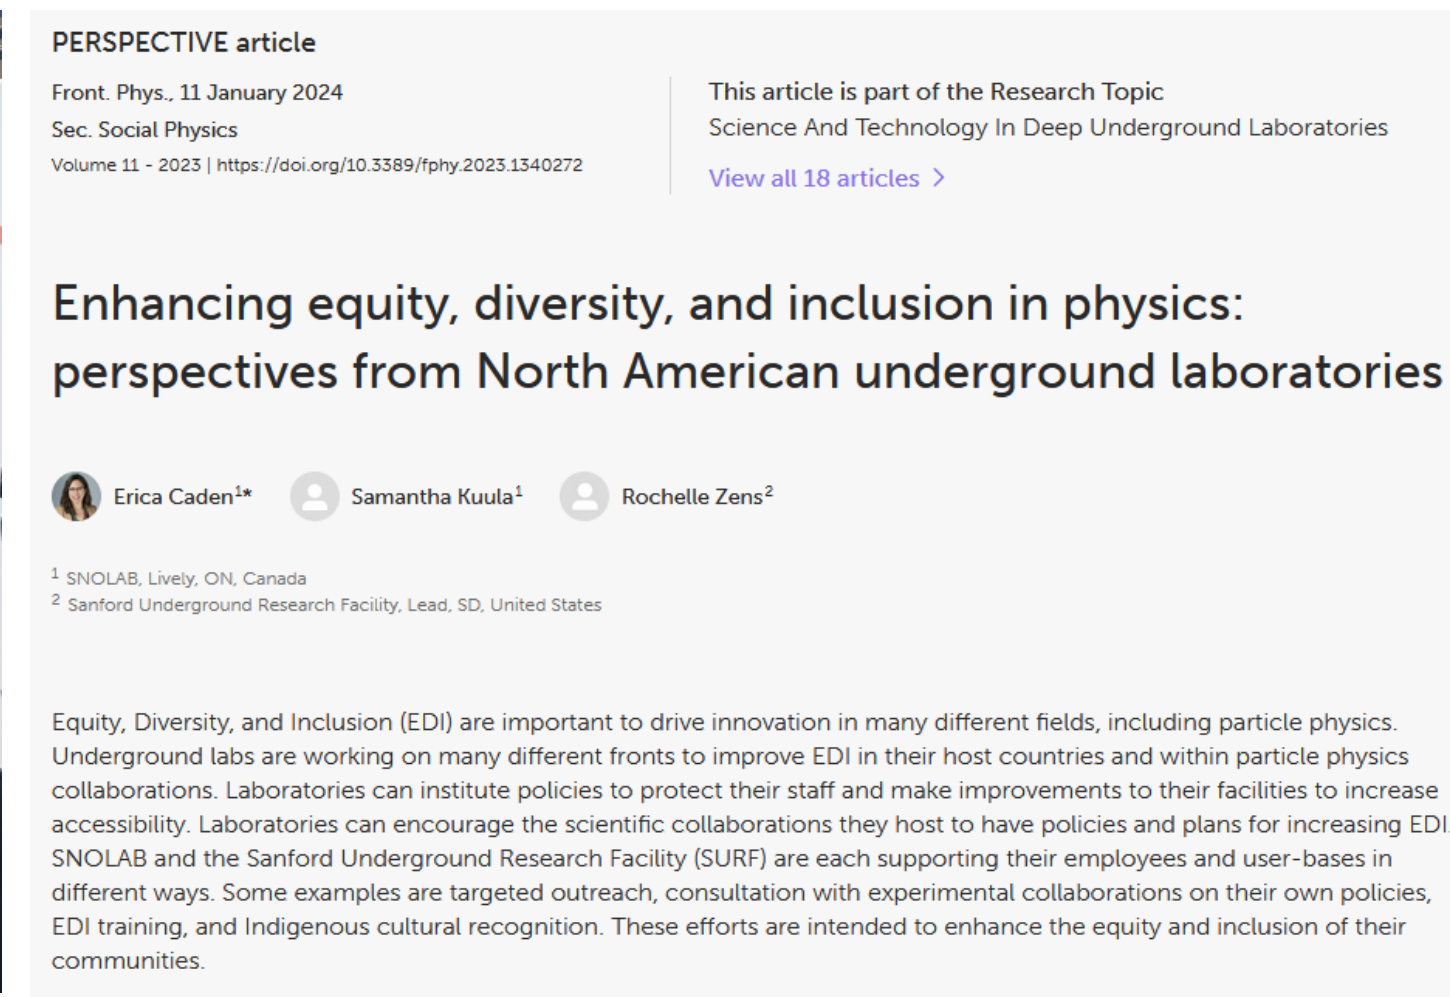 PERSPECTIVE article
Front. Phys., 11 January 2024
Sec. Social Physics
Volume 11 - 2023 | https://doi.org/10.3389/fphy.2023.1340272
This article is part of the Research Topic
Science And Technology In Deep Underground Laboratories
View all 18 articles
Enhancing equity, diversity, and inclusion in physics:
perspectives from North American underground laboratories
Erica Caden1* Samantha Kuula1 Rochelle Zens2
1 SNOLAB, Lively, ON, Canada
2 Sanford Underground Research Facility, Lead, SD, United States
Equity, Diversity, and Inclusion (EDI) are important to drive innovation in many different fields, including particle physics.
Underground labs are working on many different fronts to improve EDI in their host countries and within particle physics
collaborations. Laboratories can institute policies to protect their staff and make improvements to their facilities to increase
accessibility. Laboratories can encourage the scientific collaborations they host to have policies and plans for increasing EDI.
SNOLAB and the Sanford Underground Research Facility (SURF) are each supporting their employees and user-bases in
different ways. Some examples are targeted outreach, consultation with experimental collaborations on their own policies,
EDI training, and Indigenous cultural recognition. These efforts are intended to enhance the equity and inclusion of their
communities.